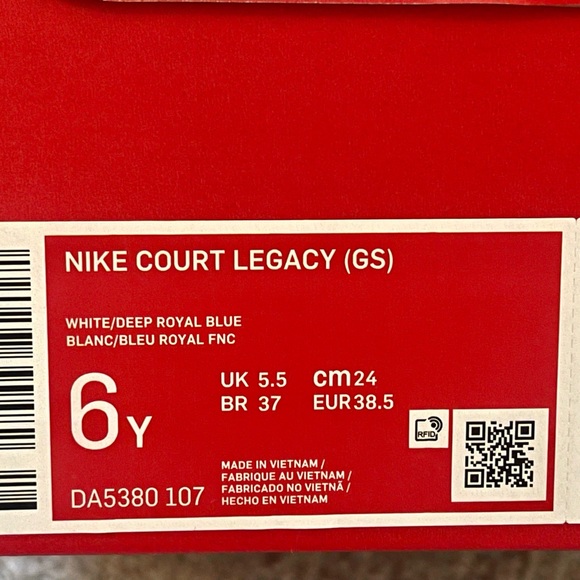 NIKE COURT LEGACY (GS)
WHITE/DEEP ROYAL BLUE
BLANC/BLEU ROYAL FNC
6Y
UK 5.5 cm 24
BR 37 EUR 38.5
RFID
DA5380 107
MADE IN VIETNAM /
FABRIQUE AU VIETNAM /
FABRICADO NO VIETNÃ /
HECHO EN VIETNAM